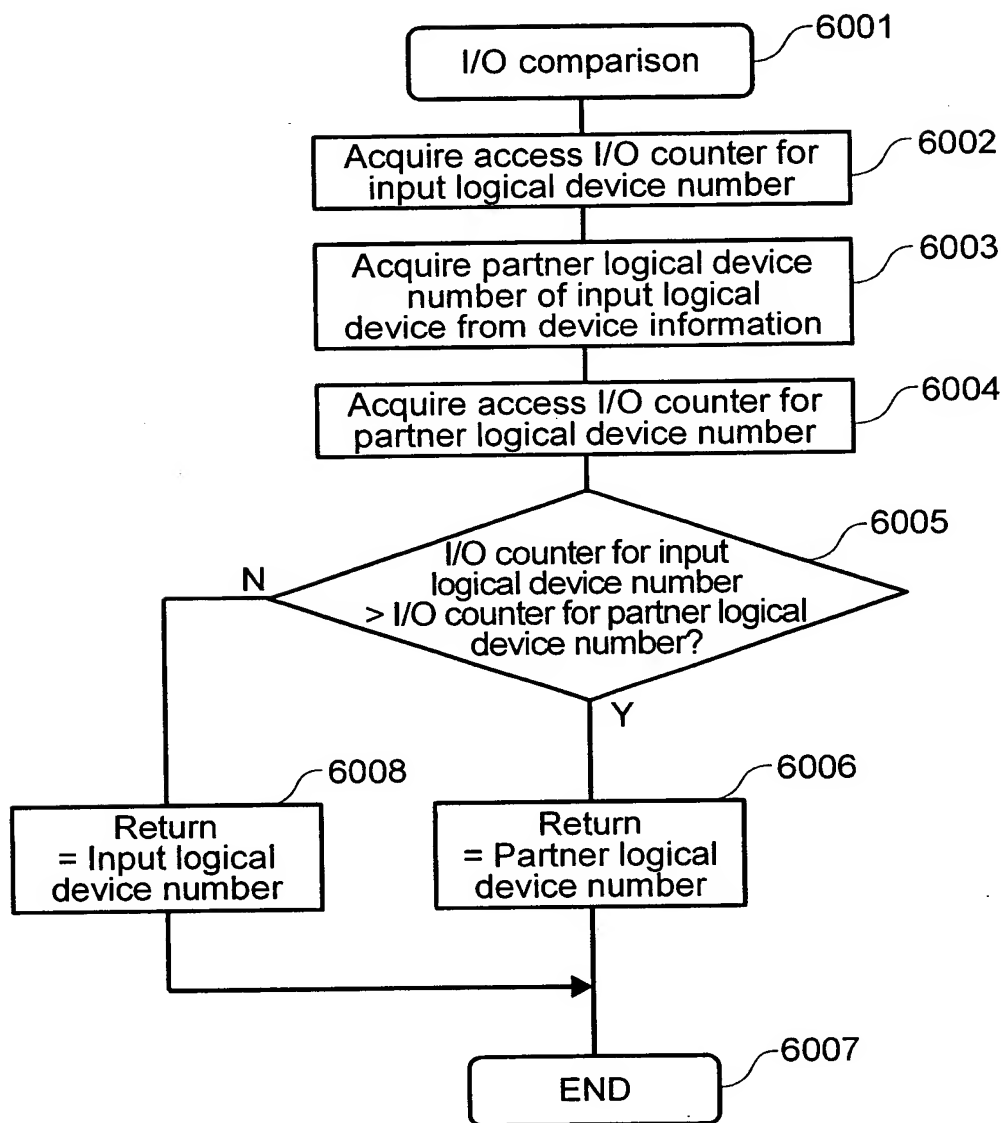 6001
I/O comparison
6002
Acquire access I/O counter for
input logical device number
6003
Acquire partner logical device
number of input logical
device from device information
6004
Acquire access I/O counter for
partner logical device number
6005
I/O counter for input
logical device number
> I/O counter for partner logical
device number?
N
Y
6008
Return
= Input logical
device number
6006
Return
= Partner logical
device number
6007
END